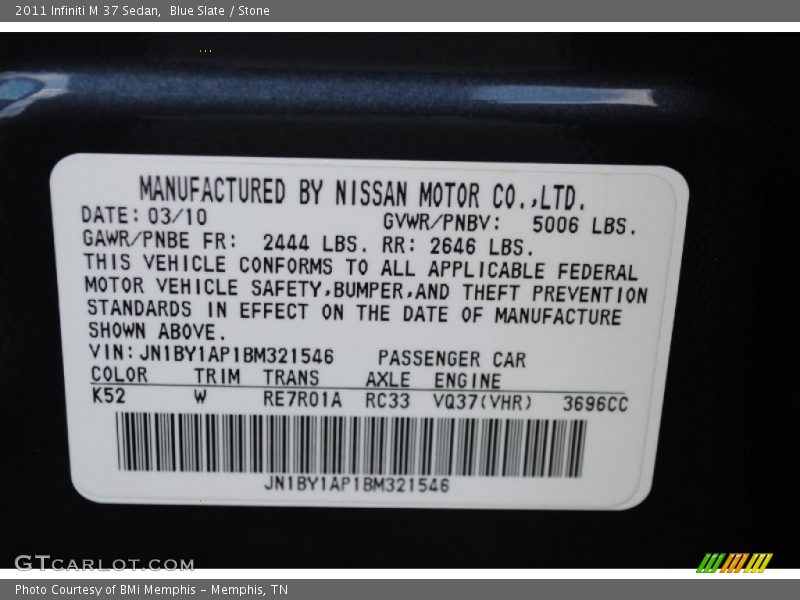 2011 Infiniti M 37 Sedan,  Blue Slate / Stone
MANUFACTURED BY NISSAN MOTOR CO.,LTD.
DATE: 03/10 GVWR/PNBV: 5006 LBS.
GAWR/PNBE FR: 2444 LBS. RR: 2646 LBS.
THIS VEHICLE CONFORMS TO ALL APPLICABLE FEDERAL
MOTOR VEHICLE SAFETY,BUMPER,AND THEFT PREVENTION
STANDARDS IN EFFECT ON THE DATE OF MANUFACTURE
SHOWN ABOVE.
VIN: JN1BY1AP1BM321546 PASSENGER CAR
COLOR TRIM TRANS AXLE ENGINE
K52 W RE7R01A RC33 VQ37(VHR) 3696CC
JN1BY1AP1BM321546
GTCARLOT.COM
Photo Courtesy of BMi Memphis – Memphis, TN